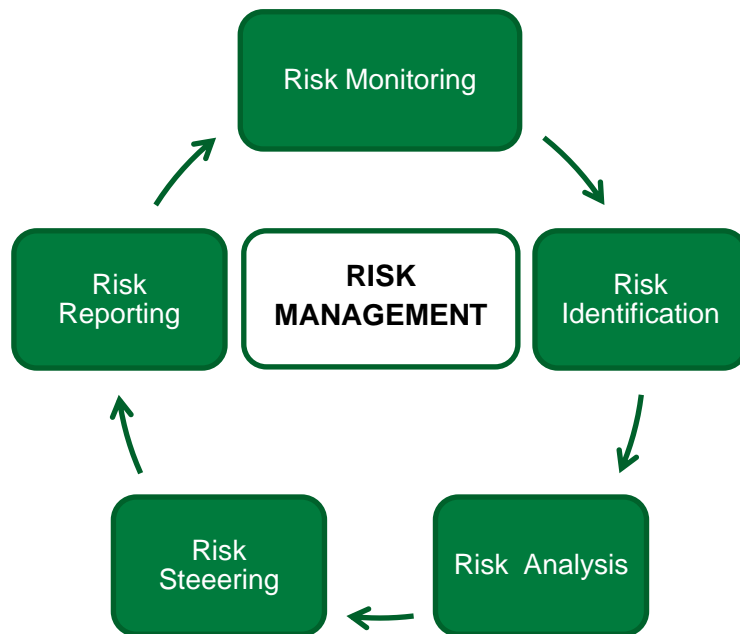 Risk Monitoring
Risk
Reporting
RISK
MANAGEMENT
Risk
Identification
Risk
Steeering
Risk Analysis